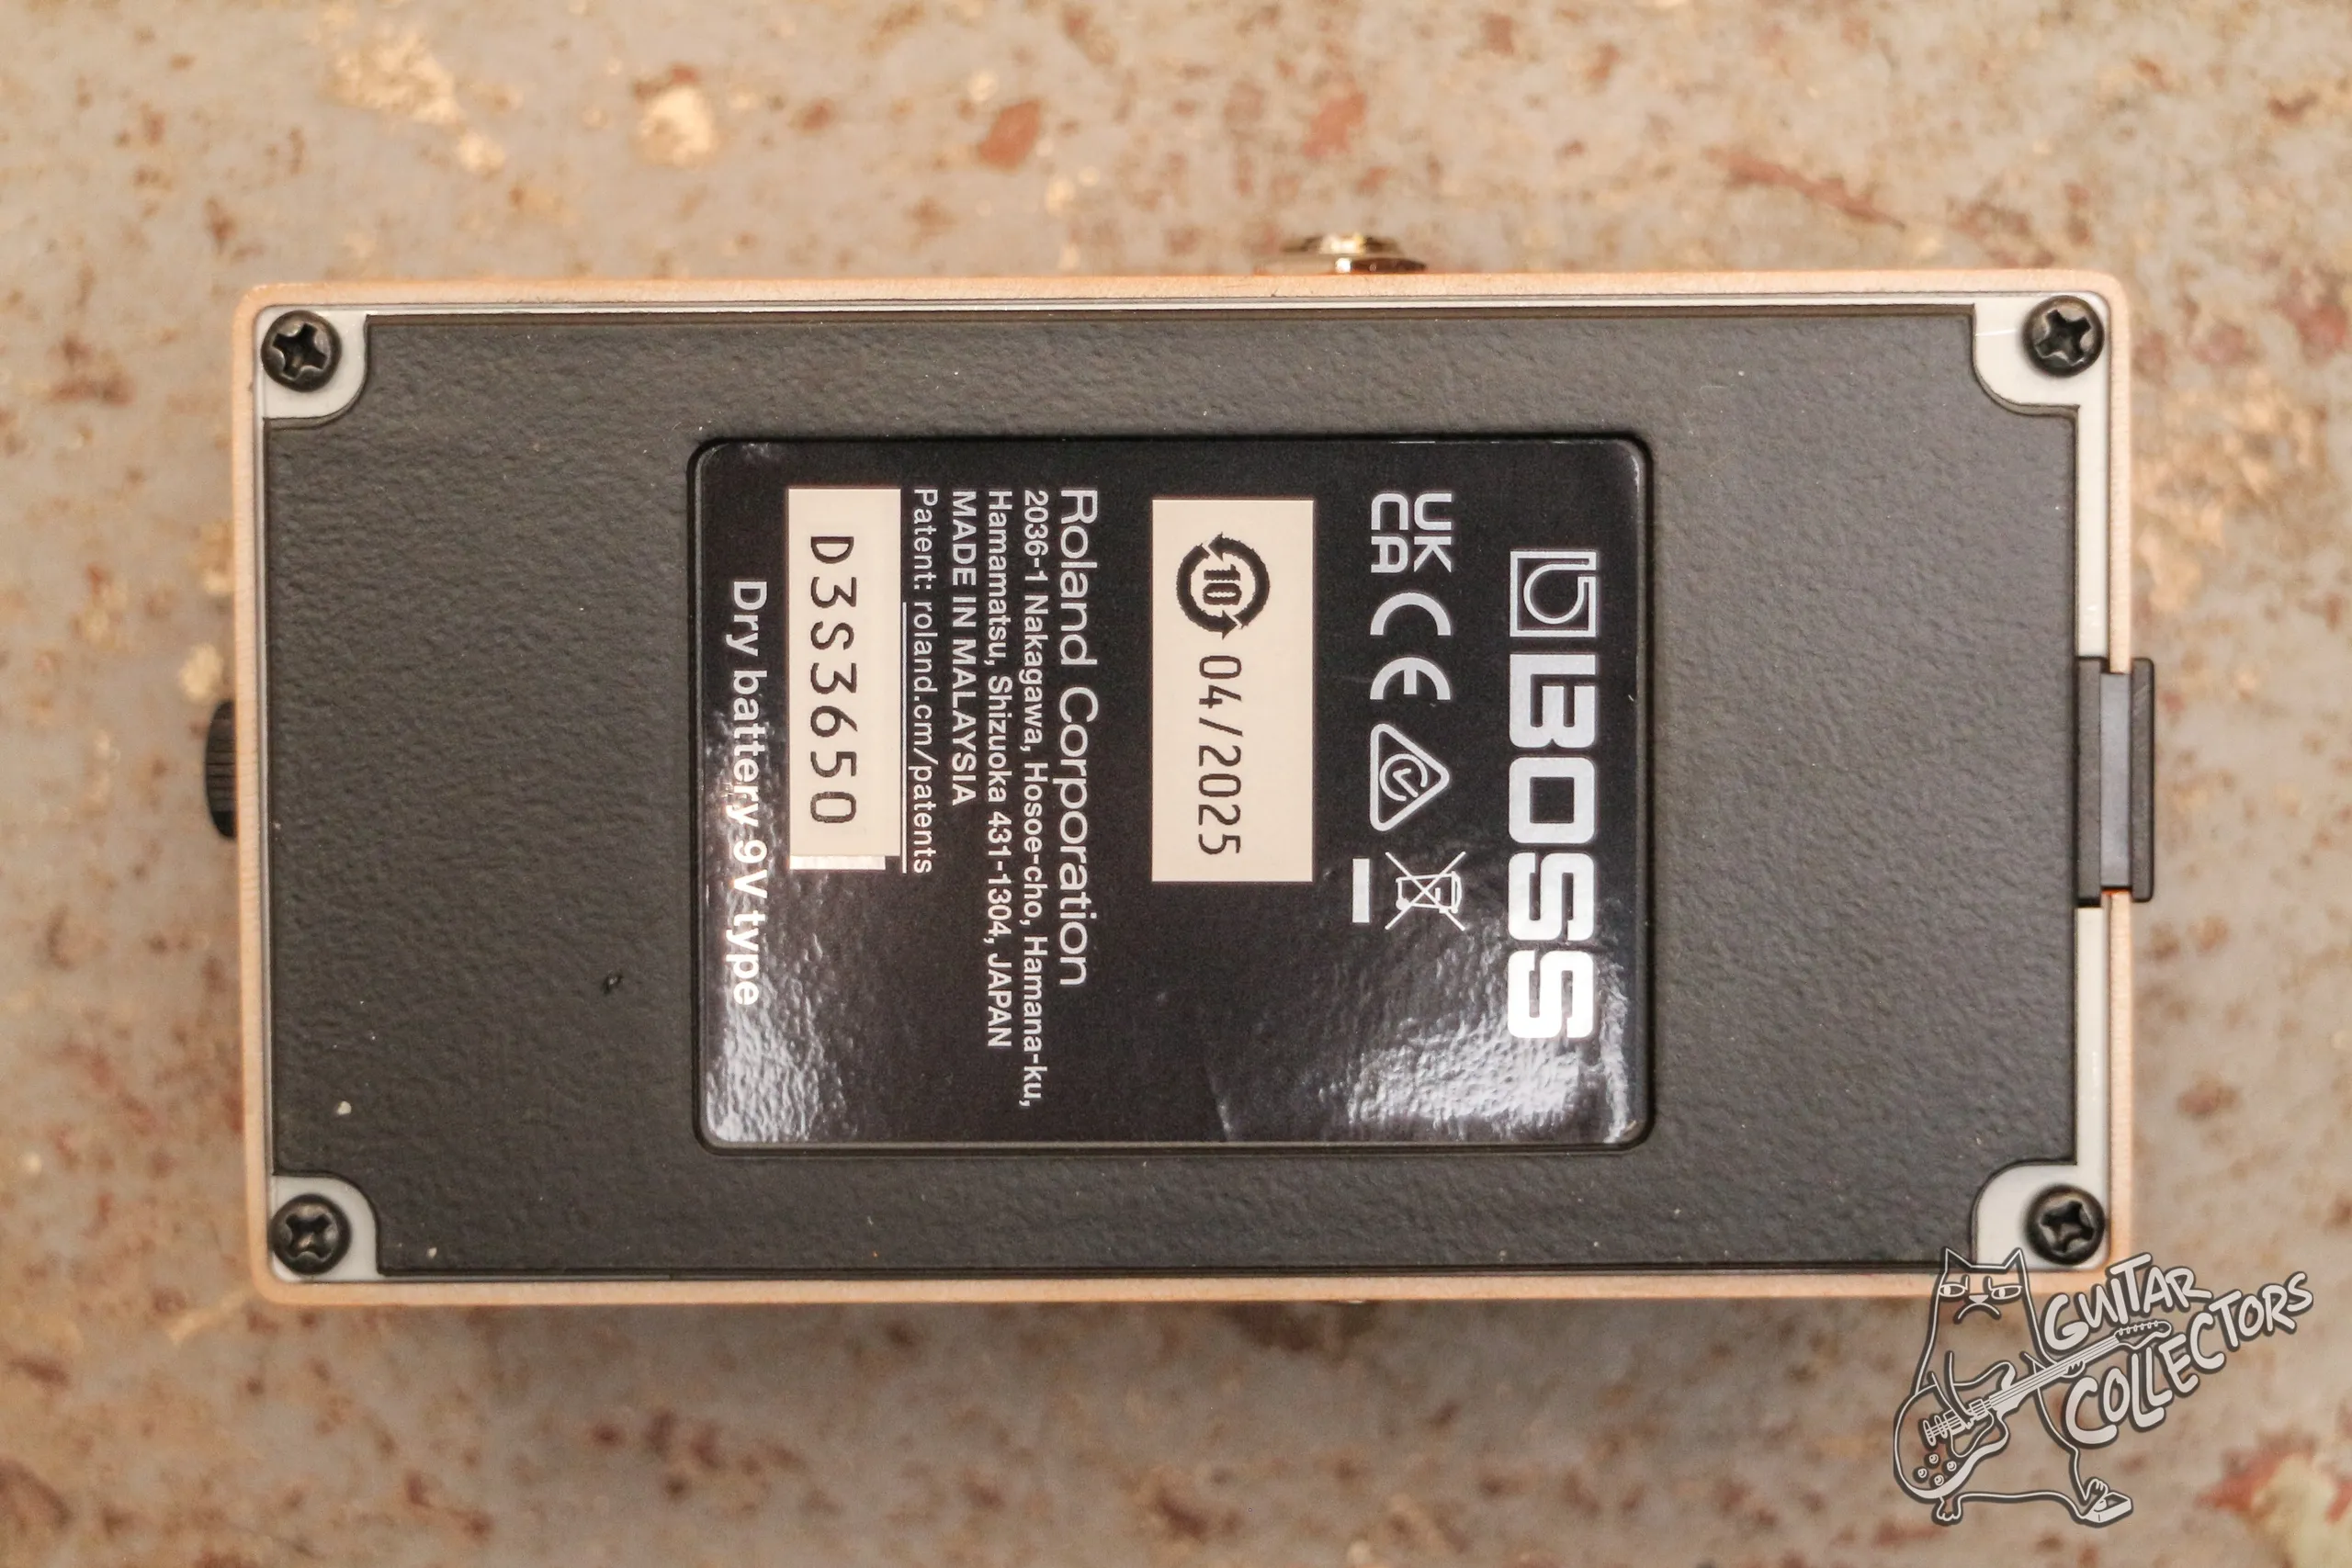 BOSS
UK
CA CE
10 04/2025
Roland Corporation
2036-1 Nakagawa, Hosoe-cho, Hamana-ku,
Hamamatsu, Shizuoka 431-1304, JAPAN
MADE IN MALAYSIA
Patent: roland.cm/patents
D3S3650
Dry battery 9V type
GUITAR
COLLECTORS